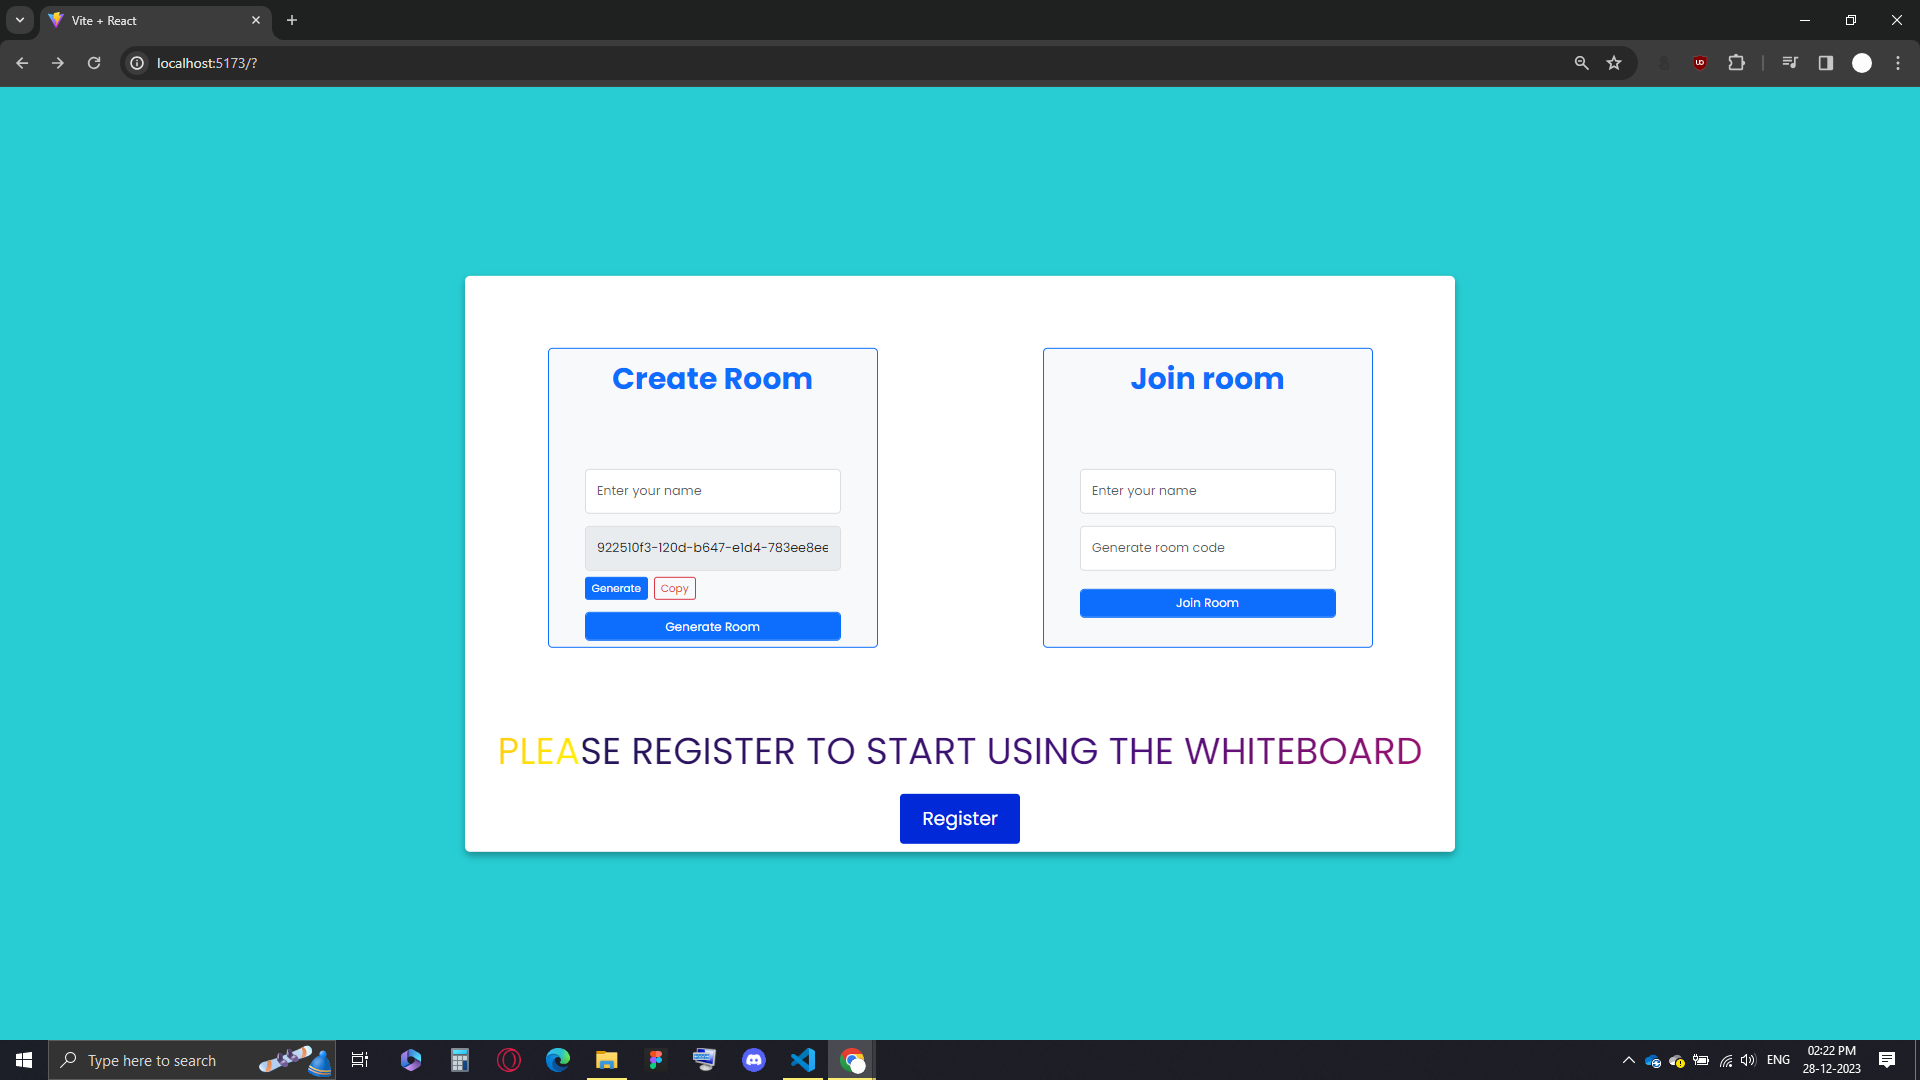 Vite + React
localhost:5173/?
Create Room
Enter your name
922510f3-120d-b647-e1d4-783ee8ee
Generate
Copy
Generate Room
Join room
Enter your name
Generate room code
Join Room
PLEASE REGISTER TO START USING THE WHITEBOARD
Register
Type here to search
ENG
02:22 PM
28-12-2023